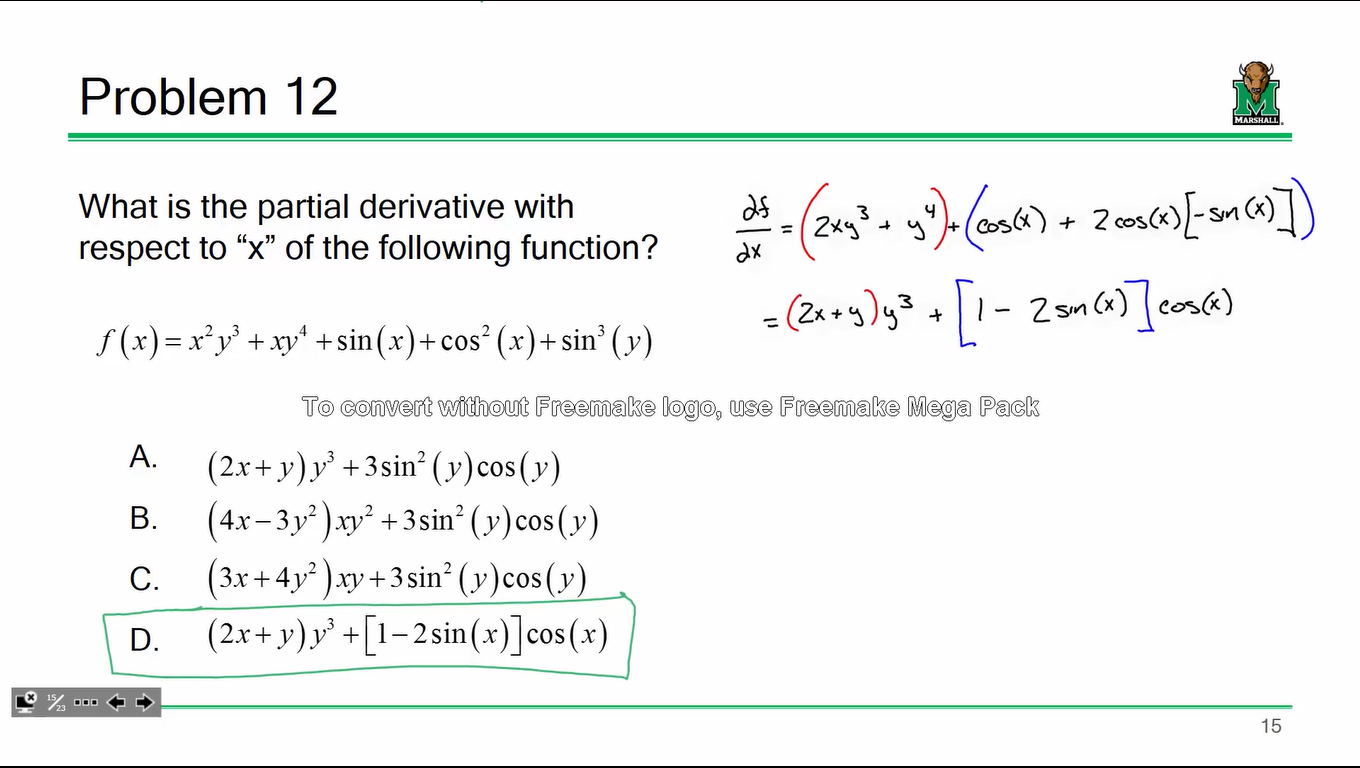 Problem 12
MARSHALL
What is the partial derivative with
respect to “x” of the following function?
f(x) = x²y³ + xy⁴ + sin(x) + cos²(x) + sin³(y)
df/dx = (2xy³ + y⁴) + (cos(x) + 2cos(x)[-sin(x)])
= (2x + y)y³ + [1 - 2sin(x)]cos(x)
To convert without Freemake logo, use Freemake Mega Pack
A. (2x + y)y³ + 3sin²(y)cos(y)
B. (4x − 3y²)xy² + 3sin²(y)cos(y)
C. (3x + 4y²)xy + 3sin²(y)cos(y)
D. (2x + y)y³ + [1 − 2sin(x)]cos(x)
15/23
15